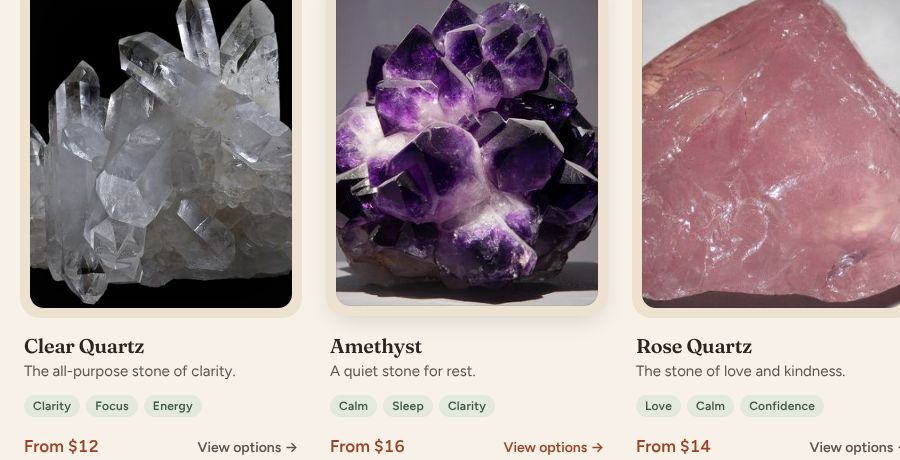 Clear Quartz
The all-purpose stone of clarity.
Clarity Focus Energy
From $12 View options →
Amethyst
A quiet stone for rest.
Calm Sleep Clarity
From $16 View options →
Rose Quartz
The stone of love and kindness.
Love Calm Confidence
From $14 View options